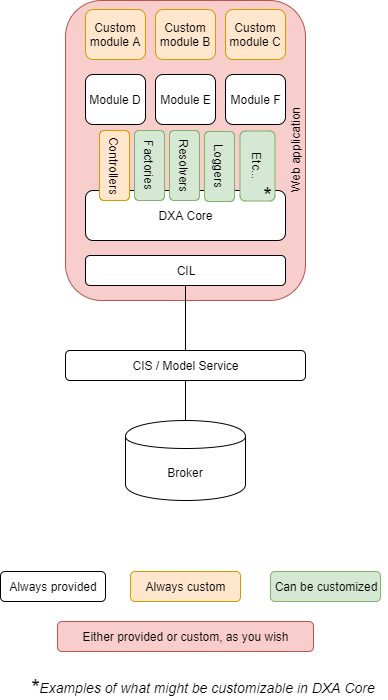 Custom module A
Custom module B
Custom module C
Module D
Module E
Module F
Controllers
Factories
Resolvers
Loggers
Etc...
*
Web application
DXA Core
CIL
CIS / Model Service
Broker
Always provided
Always custom
Can be customized
Either provided or custom, as you wish
*Examples of what might be customizable in DXA Core